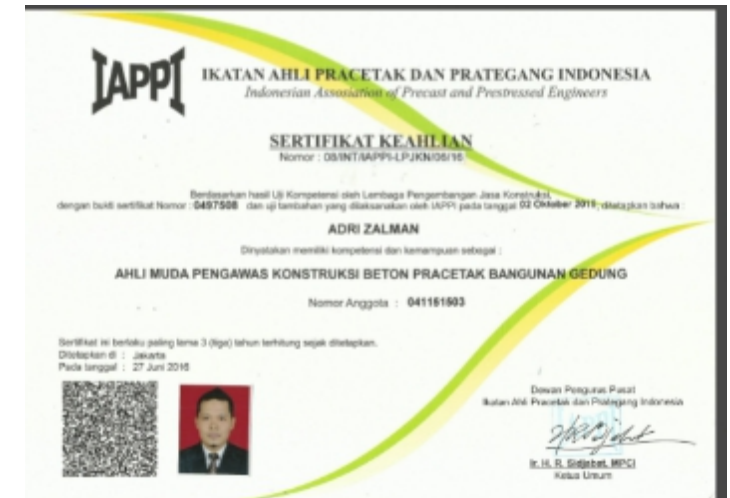 IAPPI
IKATAN AHLI PRACETAK DAN PRATEGANG INDONESIA
Indonesian Assosiation of Precast and Prestressed Engineers
SERTIFIKAT KEAHLIAN
Nomor : 08/INT/IAPPI-LPJKN/06/16
Berdasarkan hasil Uji Kompetensi oleh Lembaga Pengembangan Jasa Konstruksi,
dengan bukti sertifikat Nomor : 0497508 dan uji tambahan yang dilaksanakan oleh IAPPI pada tanggal 02 Oktober 2015, ditetapkan bahwa :
ADRI ZALMAN
Dinyatakan memiliki kompetensi dan kemampuan sebagai :
AHLI MUDA PENGAWAS KONSTRUKSI BETON PRACETAK BANGUNAN GEDUNG
Nomor Anggota : 041151503
Sertifikat ini berlaku paling lama 3 (tiga) tahun terhitung sejak ditetapkan.
Ditetapkan di : Jakarta
Pada tanggal : 27 Juni 2016
Dewan Pengurus Pusat
Ikatan Ahli Pracetak dan Prategang Indonesia
IAPPI
Ir. H. R. Sidjabat, MPCI
Ketua Umum